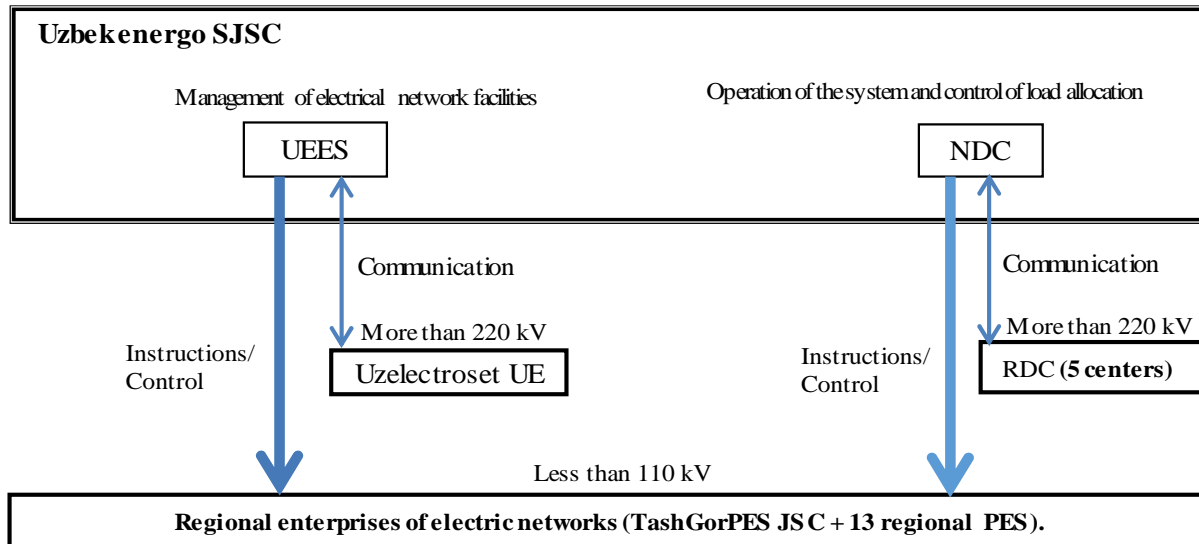 Uzbekenergo SJSC
Management of electrical network facilities
Operation of the system and control of load allocation
UEES
NDC
Communication
Communication
More than 220 kV
More than 220 kV
Instructions/
Control
Uzelectroset UE
Instructions/
Control
RDC (5 centers)
Less than 110 kV
Regional enterprises of electric networks (TashGorPES JSC + 13 regional PES).